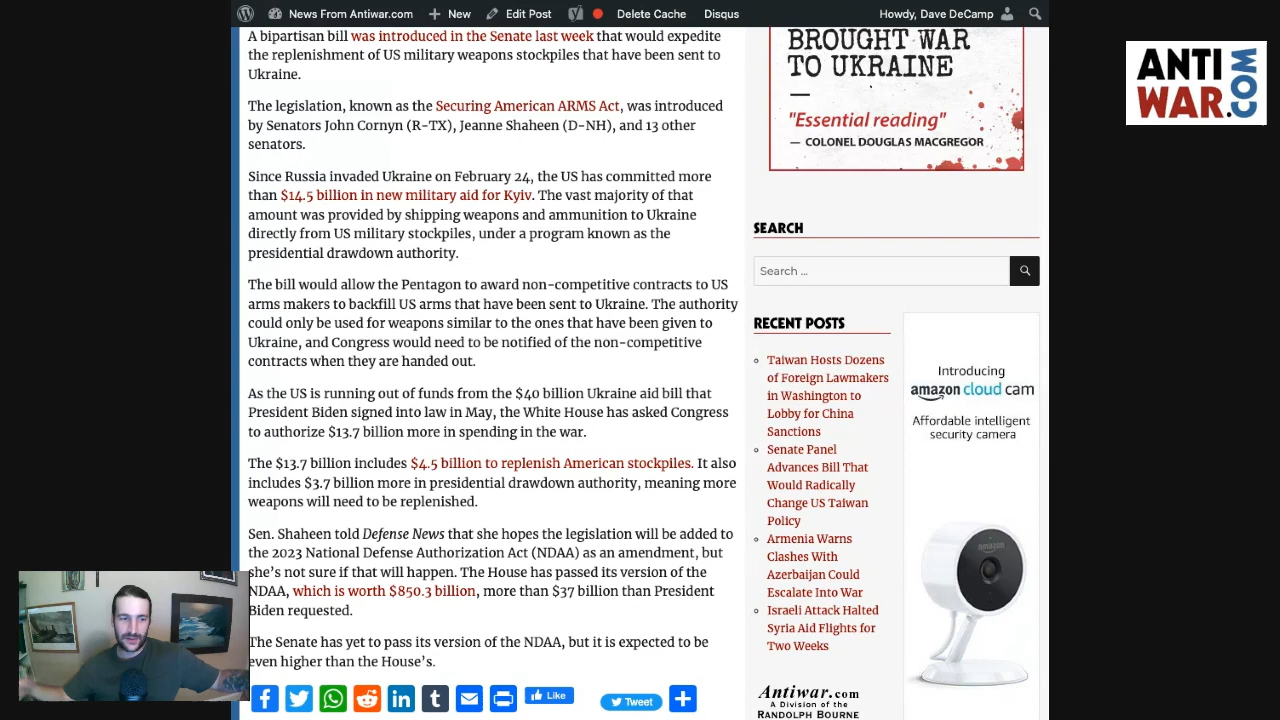 News From Antiwar.com
New
Edit Post
Delete Cache
Disqus
Howdy, Dave DeCamp
A bipartisan bill was introduced in the Senate last week that would expedite
the replenishment of US military weapons stockpiles that have been sent to
Ukraine.
The legislation, known as the Securing American ARMS Act, was introduced
by Senators John Cornyn (R-TX), Jeanne Shaheen (D-NH), and 13 other
senators.
Since Russia invaded Ukraine on February 24, the US has committed more
than $14.5 billion in new military aid for Kyiv. The vast majority of that
amount was provided by shipping weapons and ammunition to Ukraine
directly from US military stockpiles, under a program known as the
presidential drawdown authority.
The bill would allow the Pentagon to award non-competitive contracts to US
arms makers to backfill US arms that have been sent to Ukraine. The authority
could only be used for weapons similar to the ones that have been given to
Ukraine, and Congress would need to be notified of the non-competitive
contracts when they are handed out.
As the US is running out of funds from the $40 billion Ukraine aid bill that
President Biden signed into law in May, the White House has asked Congress
to authorize $13.7 billion more in spending in the war.
The $13.7 billion includes $4.5 billion to replenish American stockpiles. It also
includes $3.7 billion more in presidential drawdown authority, meaning more
weapons will need to be replenished.
Sen. Shaheen told Defense News that she hopes the legislation will be added to
the 2023 National Defense Authorization Act (NDAA) as an amendment, but
she's not sure if that will happen. The House has passed its version of the
NDAA, which is worth $850.3 billion, more than $37 billion than President
Biden requested.
The Senate has yet to pass its version of the NDAA, but it is expected to be
even higher than the House's.
Like
Tweet
BROUGHT WAR
TO UKRAINE
"Essential reading"
— COLONEL DOUGLAS MACGREGOR
SEARCH
Search ...
RECENT POSTS
Taiwan Hosts Dozens
of Foreign Lawmakers
in Washington to
Lobby for China
Sanctions
Senate Panel
Advances Bill That
Would Radically
Change US Taiwan
Policy
Armenia Warns
Clashes With
Azerbaijan Could
Escalate Into War
Israeli Attack Halted
Syria Aid Flights for
Two Weeks
Antiwar.com
A Division of the
RANDOLPH BOURNE
Introducing
amazon cloud cam
Affordable intelligent
security camera
amazon
ANTI
WAR.COM